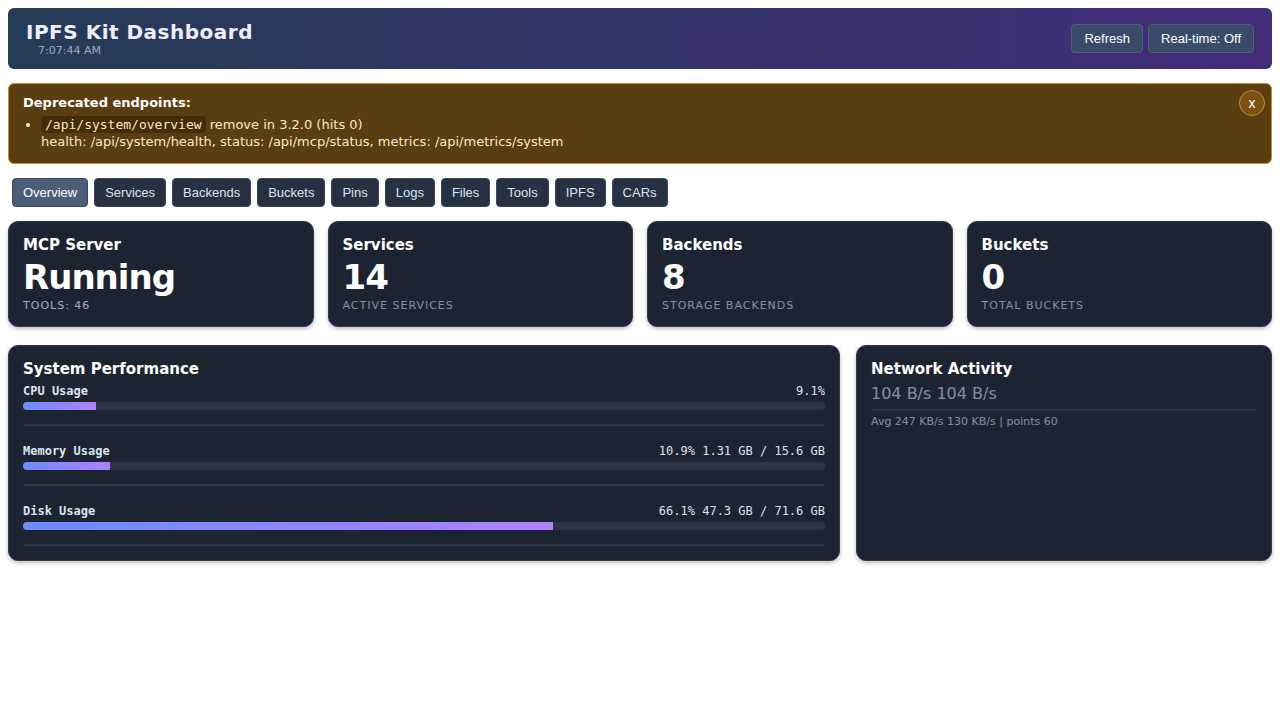 IPFS Kit Dashboard
7:07:44 AM
Refresh
Real-time: Off
Deprecated endpoints:
x
• /api/system/overview remove in 3.2.0 (hits 0)
health: /api/system/health, status: /api/mcp/status, metrics: /api/metrics/system
Overview Services Backends Buckets Pins Logs Files Tools IPFS CARs
MCP Server
Running
TOOLS: 46
Services
14
ACTIVE SERVICES
Backends
8
STORAGE BACKENDS
Buckets
0
TOTAL BUCKETS
System Performance
CPU Usage 9.1%
Memory Usage 10.9% 1.31 GB / 15.6 GB
Disk Usage 66.1% 47.3 GB / 71.6 GB
Network Activity
104 B/s 104 B/s
Avg 247 KB/s 130 KB/s | points 60